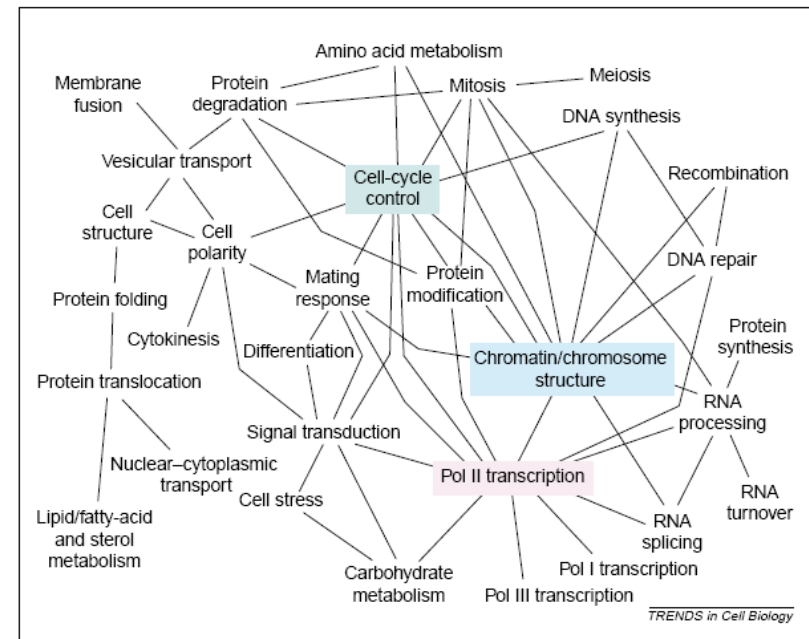 Amino acid metabolism
Membrane
fusion
Protein
degradation
Mitosis
Meiosis
DNA synthesis
Vesicular transport
Cell-cycle
control
Recombination
Cell
structure
Cell
polarity
DNA repair
Mating
response
Protein
modification
Protein folding
Cytokinesis
Differentiation
Chromatin/chromosome
structure
Protein
synthesis
Protein translocation
RNA
processing
Signal transduction
Nuclear–cytoplasmic
transport
Pol II transcription
Cell stress
RNA
turnover
Lipid/fatty-acid
and sterol
metabolism
RNA
splicing
Carbohydrate
metabolism
Pol I transcription
Pol III transcription
TRENDS in Cell Biology